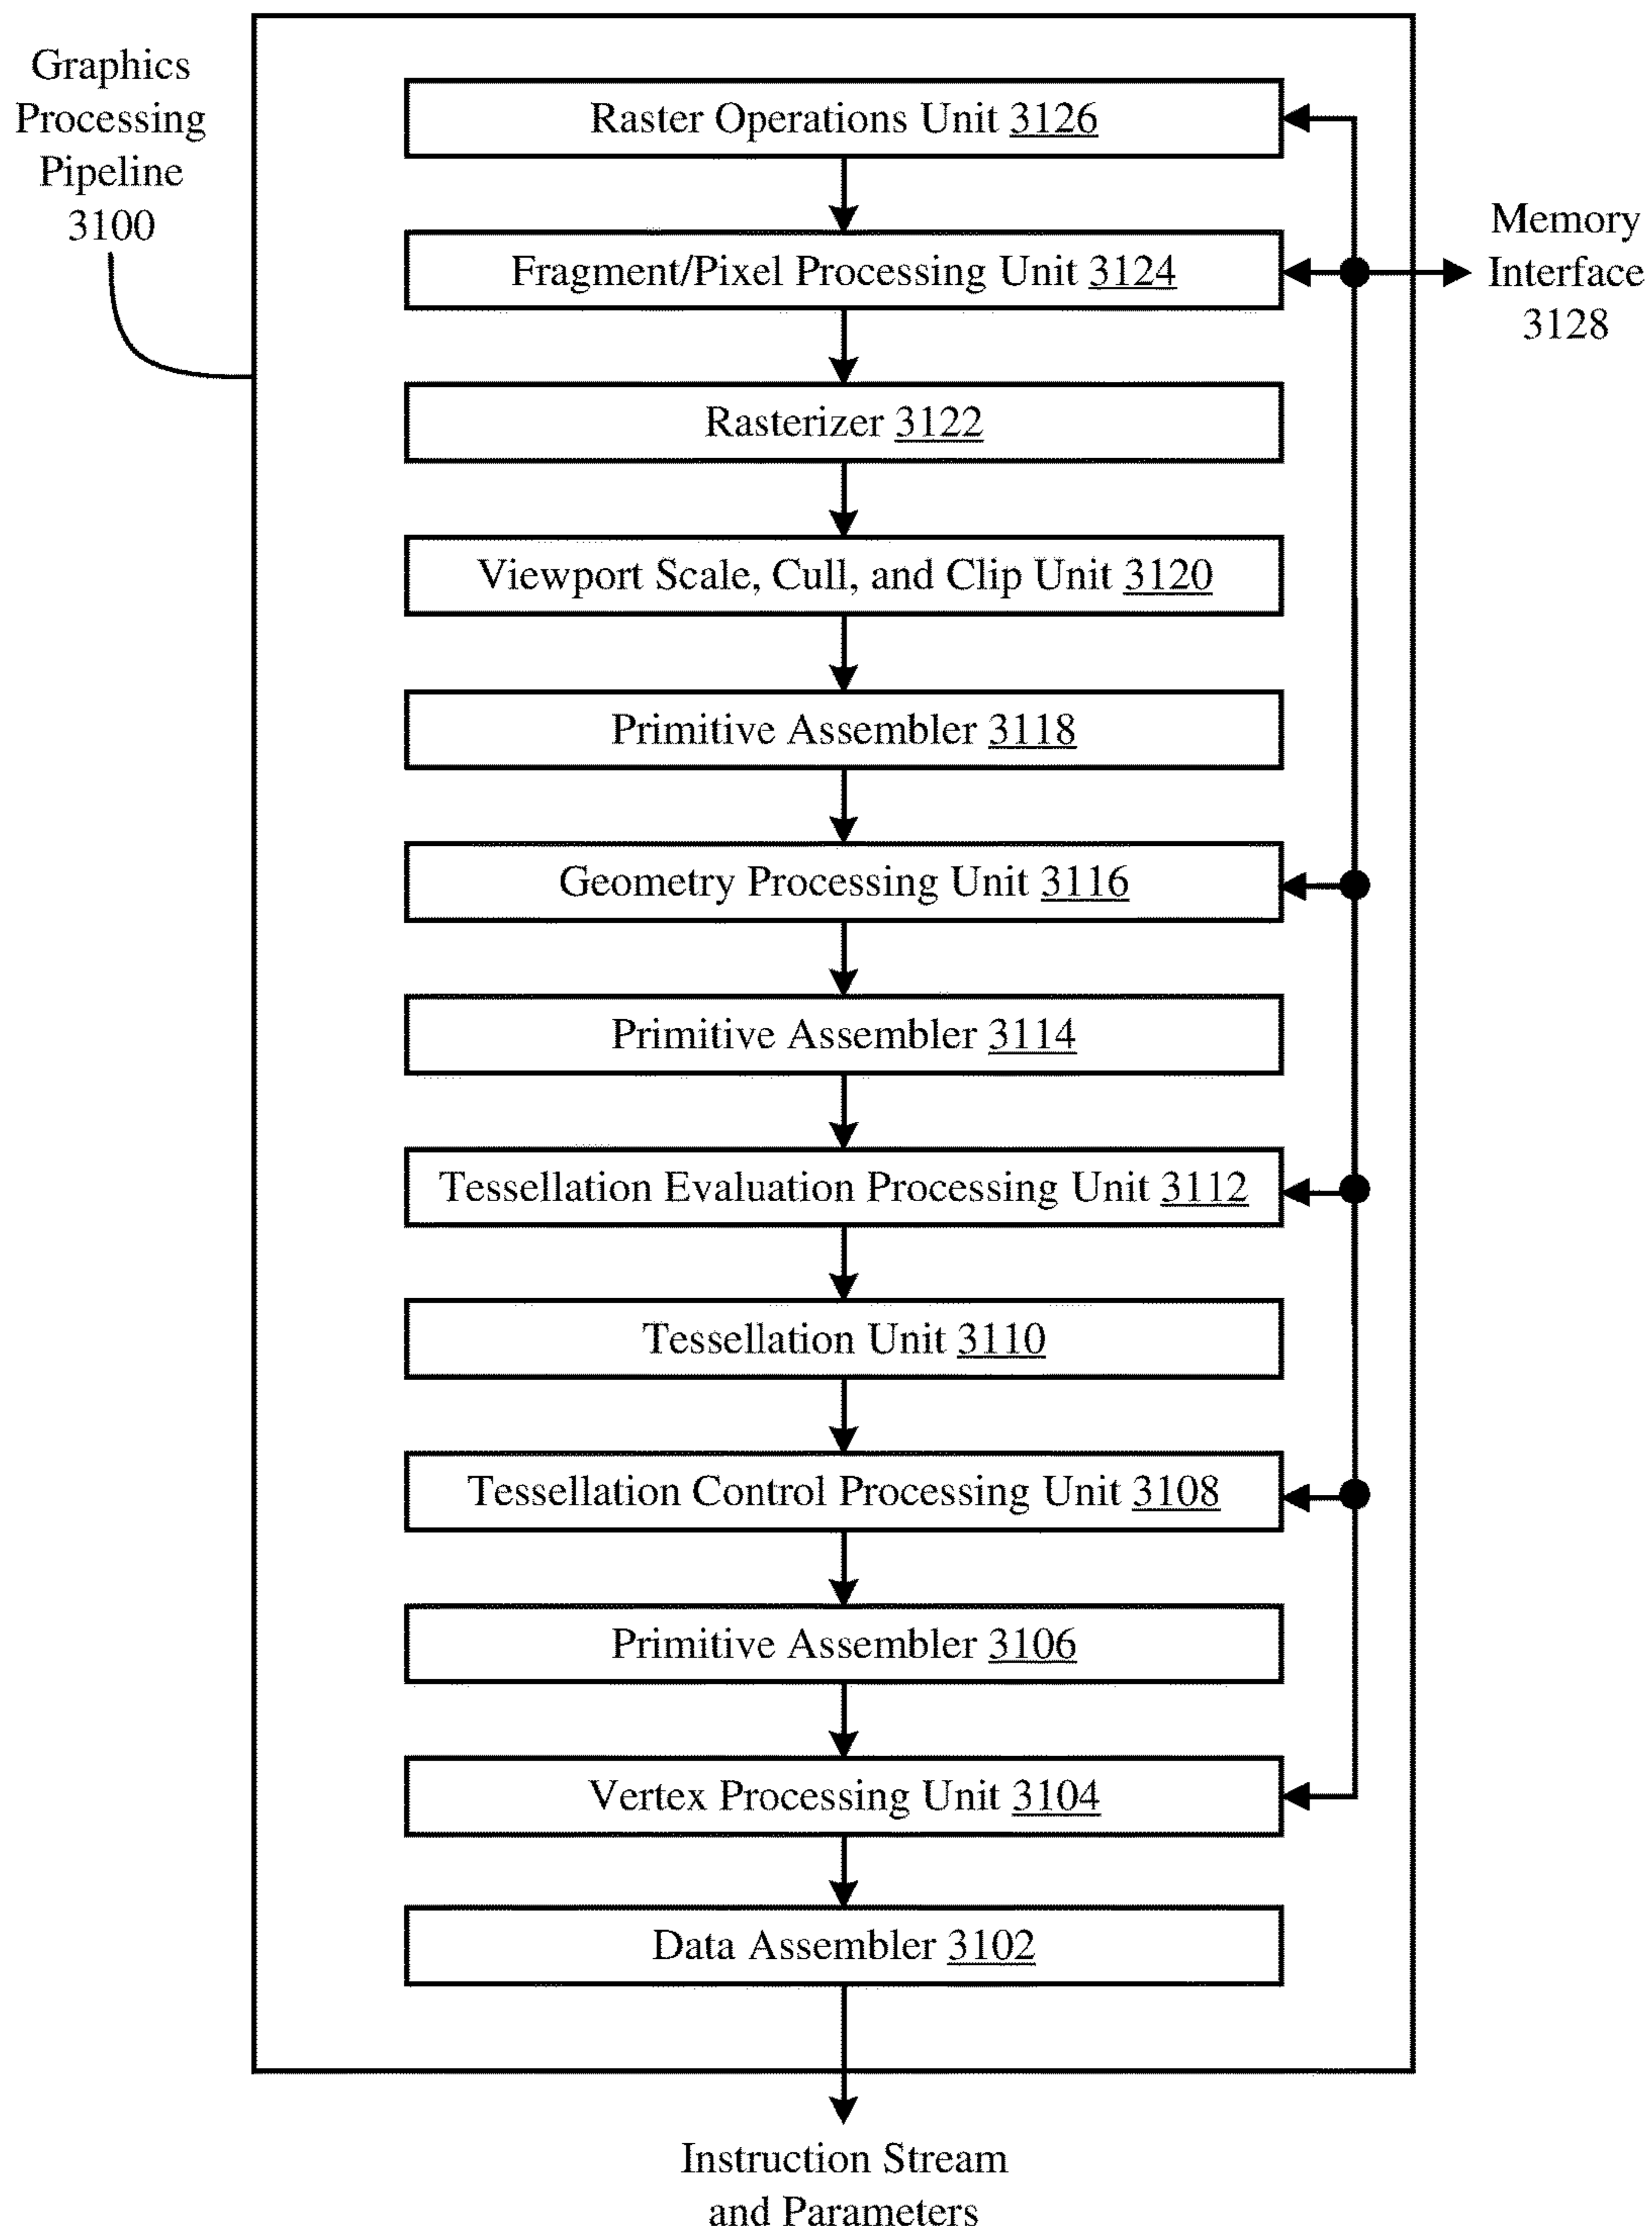 Graphics
Processing
Pipeline
3100
Raster Operations Unit 3126
Fragment/Pixel Processing Unit 3124
Memory
Interface
3128
Rasterizer 3122
Viewport Scale, Cull, and Clip Unit 3120
Primitive Assembler 3118
Geometry Processing Unit 3116
Primitive Assembler 3114
Tessellation Evaluation Processing Unit 3112
Tessellation Unit 3110
Tessellation Control Processing Unit 3108
Primitive Assembler 3106
Vertex Processing Unit 3104
Data Assembler 3102
Instruction Stream
and Parameters